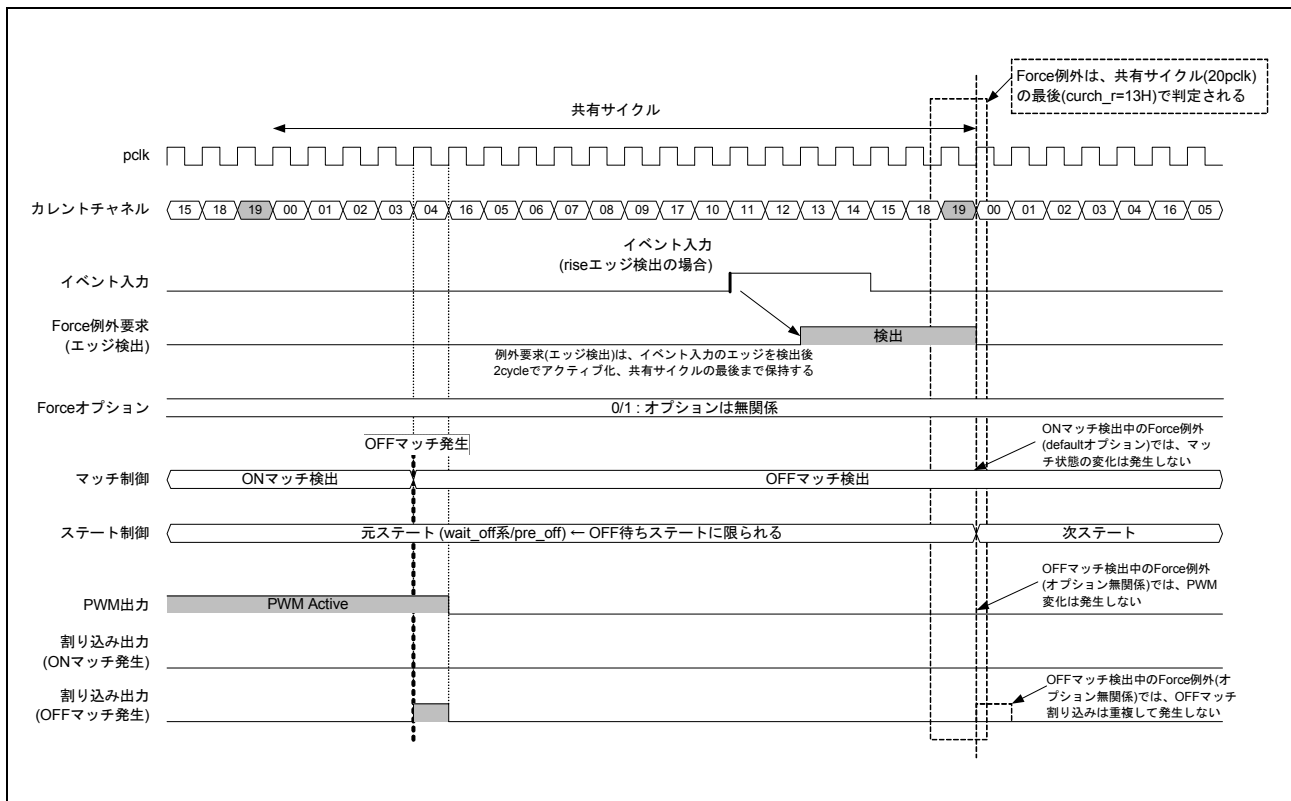 Force例外は、共有サイクル(20pclk)
の最後(curch_r=13H)で判定される
共有サイクル
pclk
カレントチャネル
15 18 19 00 01 02 03 04 16 05 06 07 08 09 17 10 11 12 13 14 15 18 19 00 01 02 03 04 16 05
イベント入力
(riseエッジ検出の場合)
イベント入力
Force例外要求
(エッジ検出)
検出
例外要求(エッジ検出)は、イベント入力のエッジを検出後
2cycleでアクティブ化、共有サイクルの最後まで保持する
Forceオプション
0/1 : オプションは無関係
OFFマッチ発生
ONマッチ検出中のForce例外
(defaultオプション)では、マッ
チ状態の変化は発生しない
マッチ制御
ONマッチ検出
OFFマッチ検出
ステート制御
元ステート (wait_off系/pre_off) ← OFF待ちステートに限られる
次ステート
OFFマッチ検出中のForce例外
(オプション無関係)では、PWM
変化は発生しない
PWM出力
PWM Active
割り込み出力
(ONマッチ発生)
割り込み出力
(OFFマッチ発生)
OFFマッチ検出中のForce例外(オ
プション無関係)では、OFFマッチ
割り込みは重複して発生しない